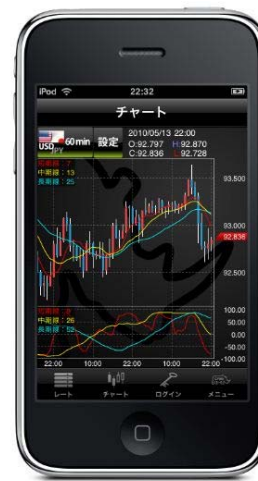 iPod 22:32
チャート
USD JPY 60min 設定 2010/05/13 22:00
O:92.797 H:92.870
C:92.836 L:92.728
短期線:7
中期線:13
長期線:25
93.500
93.000
92.836
92.500
短期線:9
中期線:26
長期線:52
100.00
50.00
0.00
-50.00
-100.00
22:00 10:00 22:00 10:00 22:00
レート チャート ログイン メニュー